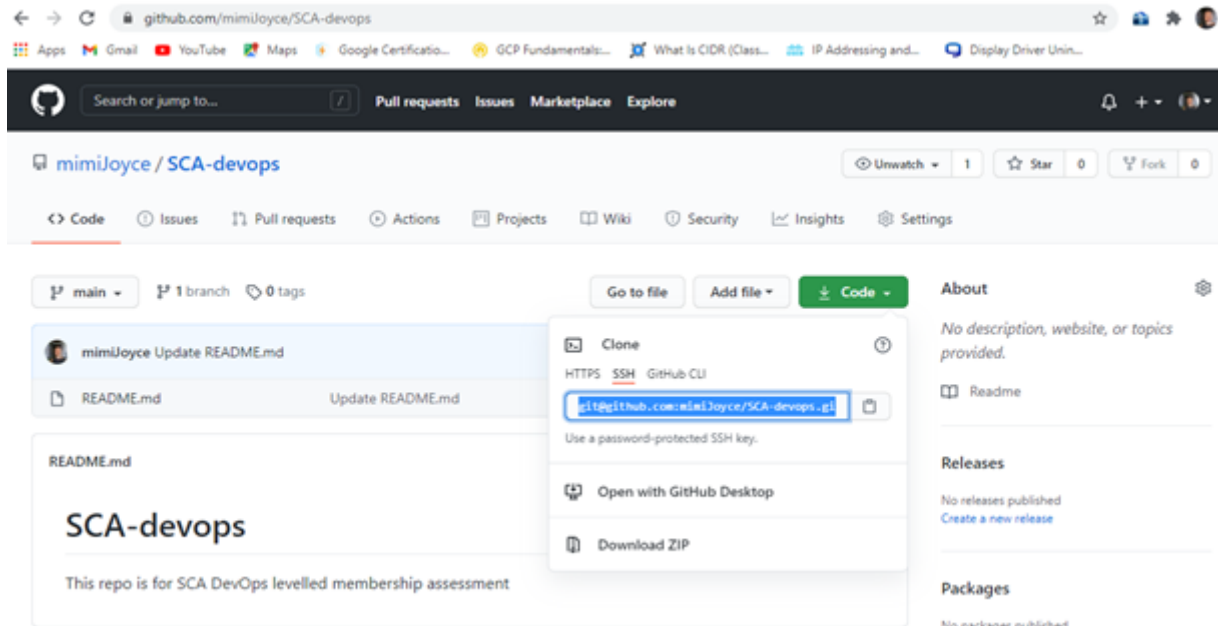 github.com/mimiJoyce/SCA-devops
Apps Gmail YouTube Maps Google Certificatio... GCP Fundamentals:... What Is CIDR (Class... IP Addressing and... Display Driver Unin...
Search or jump to... / Pull requests Issues Marketplace Explore
mimiJoyce / SCA-devops Unwatch 1 Star 0 Fork 0
<> Code Issues Pull requests Actions Projects Wiki Security Insights Settings
main 1 branch 0 tags Go to file Add file Code About
No description, website, or topics
provided.
mimiJoyce Update README.md Clone
HTTPS SSH GitHub CLI
README.md Update README.md git@github.com:mimiJoyce/SCA-devops.gi Readme
Use a password-protected SSH key.
README.md Releases
Open with GitHub Desktop No releases published
Create a new release
SCA-devops
Download ZIP
This repo is for SCA DevOps levelled membership assessment Packages
No packages published